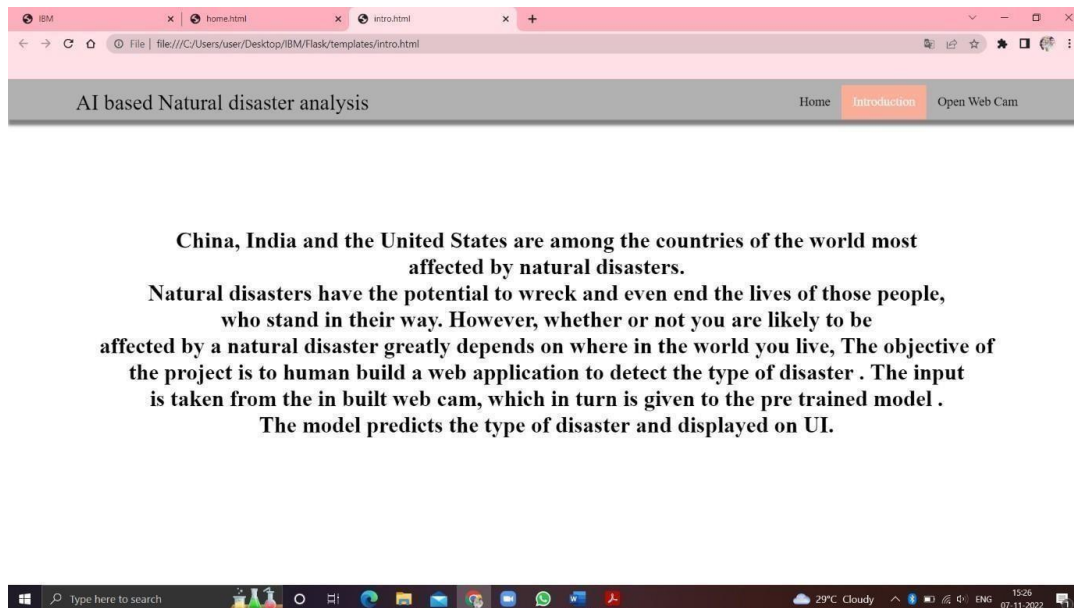 IBM
home.html
intro.html
File | file:///C:/Users/user/Desktop/IBM/Flask/templates/intro.html
AI based Natural disaster analysis
Home Introduction Open Web Cam
China, India and the United States are among the countries of the world most
affected by natural disasters.
Natural disasters have the potential to wreck and even end the lives of those people,
who stand in their way. However, whether or not you are likely to be
affected by a natural disaster greatly depends on where in the world you live, The objective of
the project is to human build a web application to detect the type of disaster . The input
is taken from the in built web cam, which in turn is given to the pre trained model .
The model predicts the type of disaster and displayed on UI.
Type here to search
29°C Cloudy
ENG
15:26
07-11-2022